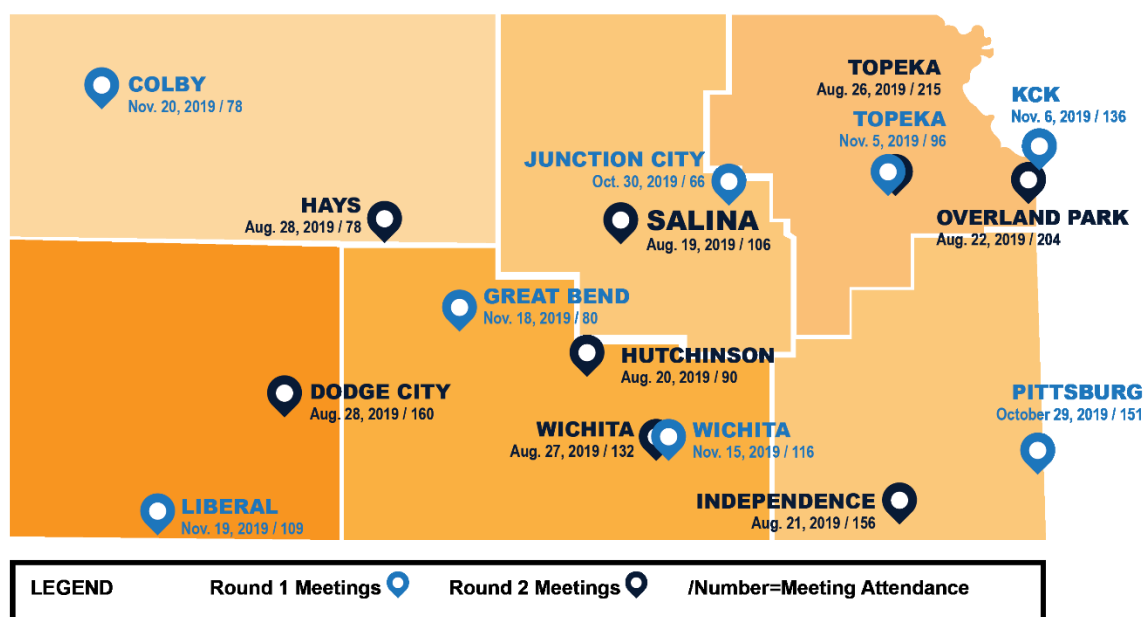 COLBY
Nov. 20, 2019 / 78
TOPEKA
Aug. 26, 2019 / 215
KCK
Nov. 6, 2019 / 136
TOPEKA
Nov. 5, 2019 / 96
JUNCTION CITY
Oct. 30, 2019 / 66
HAYS
Aug. 28, 2019 / 78
SALINA
Aug. 19, 2019 / 106
OVERLAND PARK
Aug. 22, 2019 / 204
GREAT BEND
Nov. 18, 2019 / 80
HUTCHINSON
Aug. 20, 2019 / 90
DODGE CITY
Aug. 28, 2019 / 160
PITTSBURG
October 29, 2019 / 151
WICHITA
Aug. 27, 2019 / 132
WICHITA
Nov. 15, 2019 / 116
LIBERAL
Nov. 19, 2019 / 109
INDEPENDENCE
Aug. 21, 2019 / 156
LEGEND Round 1 Meetings Round 2 Meetings /Number=Meeting Attendance